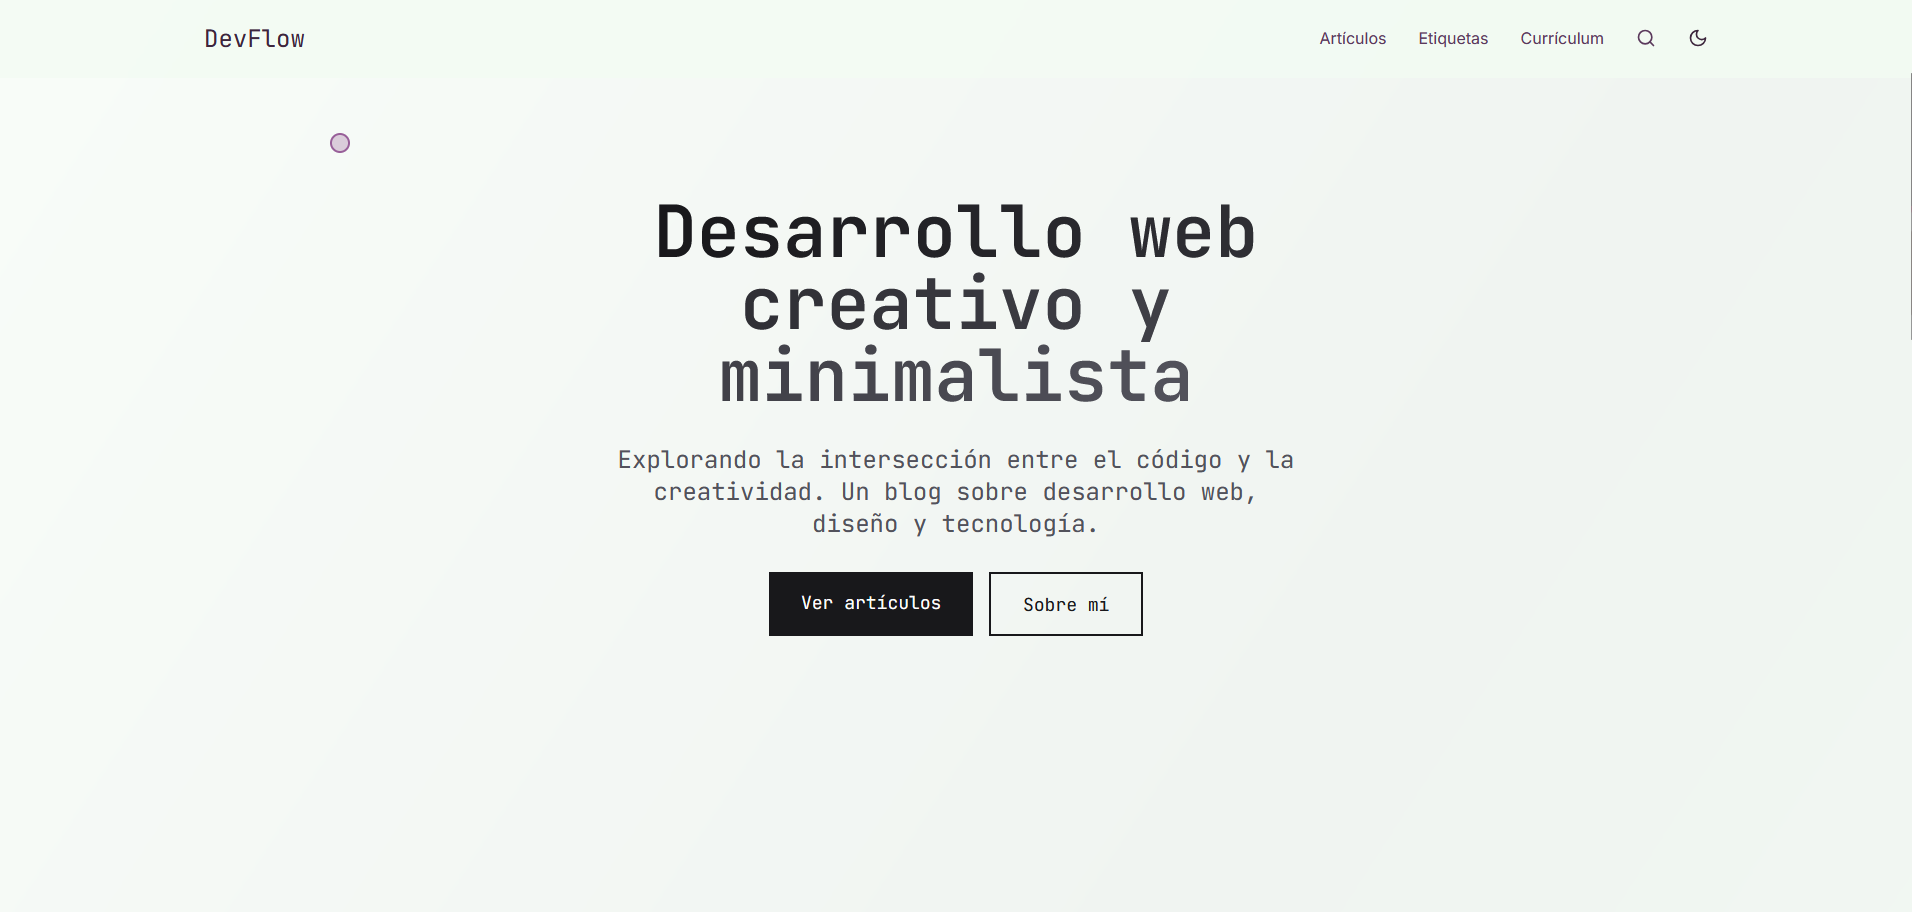 DevFlow
Artículos
Etiquetas
Currículum
Desarrollo web
creativo y
minimalista
Explorando la intersección entre el código y la
creatividad. Un blog sobre desarrollo web,
diseño y tecnología.
Ver artículos
Sobre mí